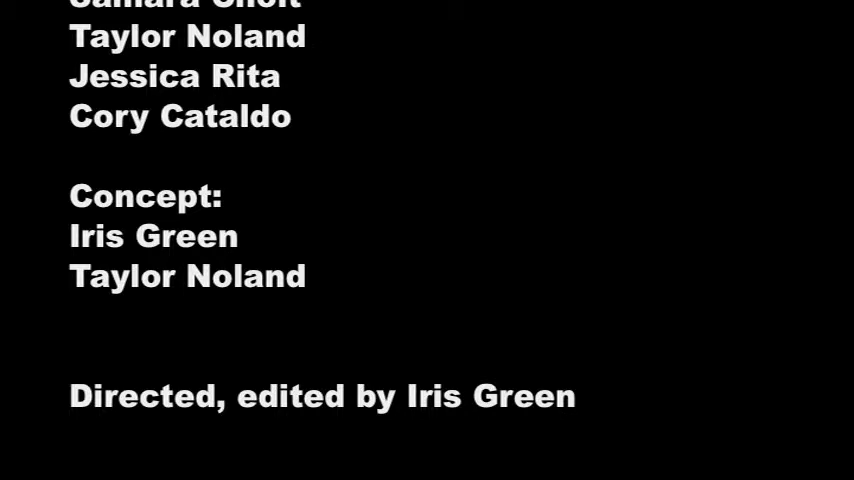 Taylor Noland
Jessica Rita
Cory Cataldo
Concept:
Iris Green
Taylor Noland
Directed, edited by Iris Green